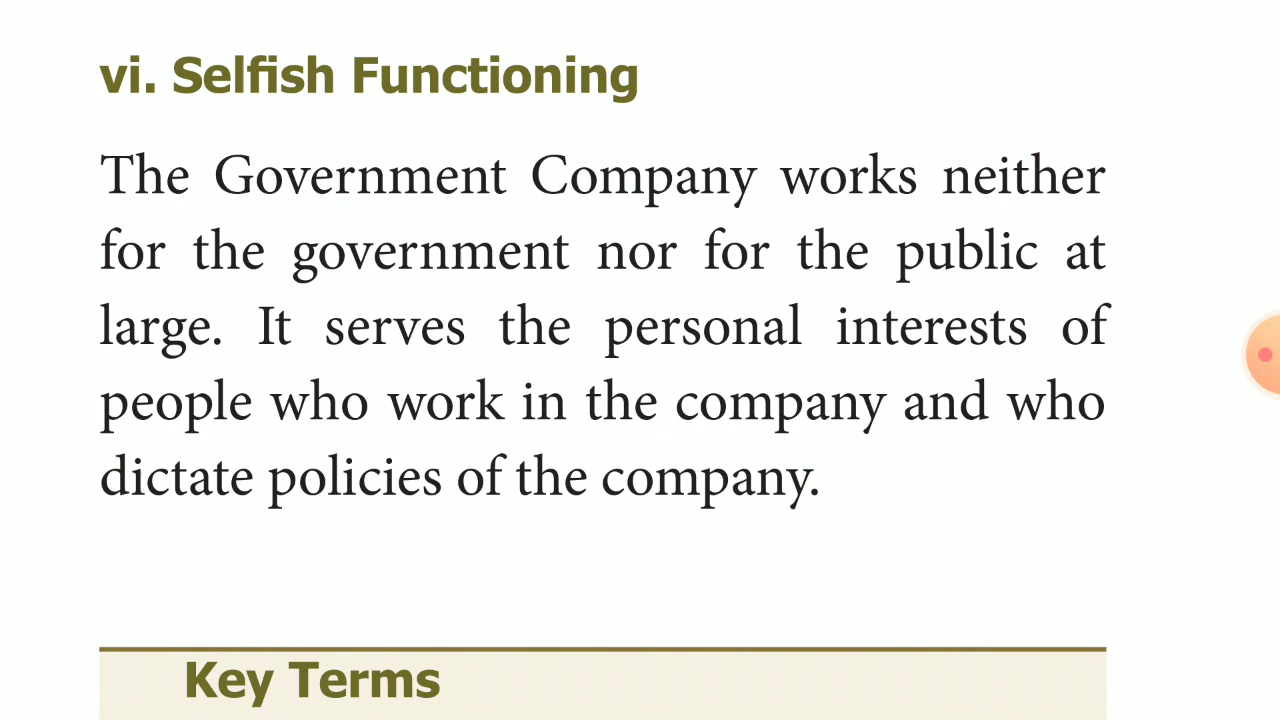 vi. Selfish Functioning
The Government Company works neither
for the government nor for the public at
large. It serves the personal interests of
people who work in the company and who
dictate policies of the company.
Key Terms